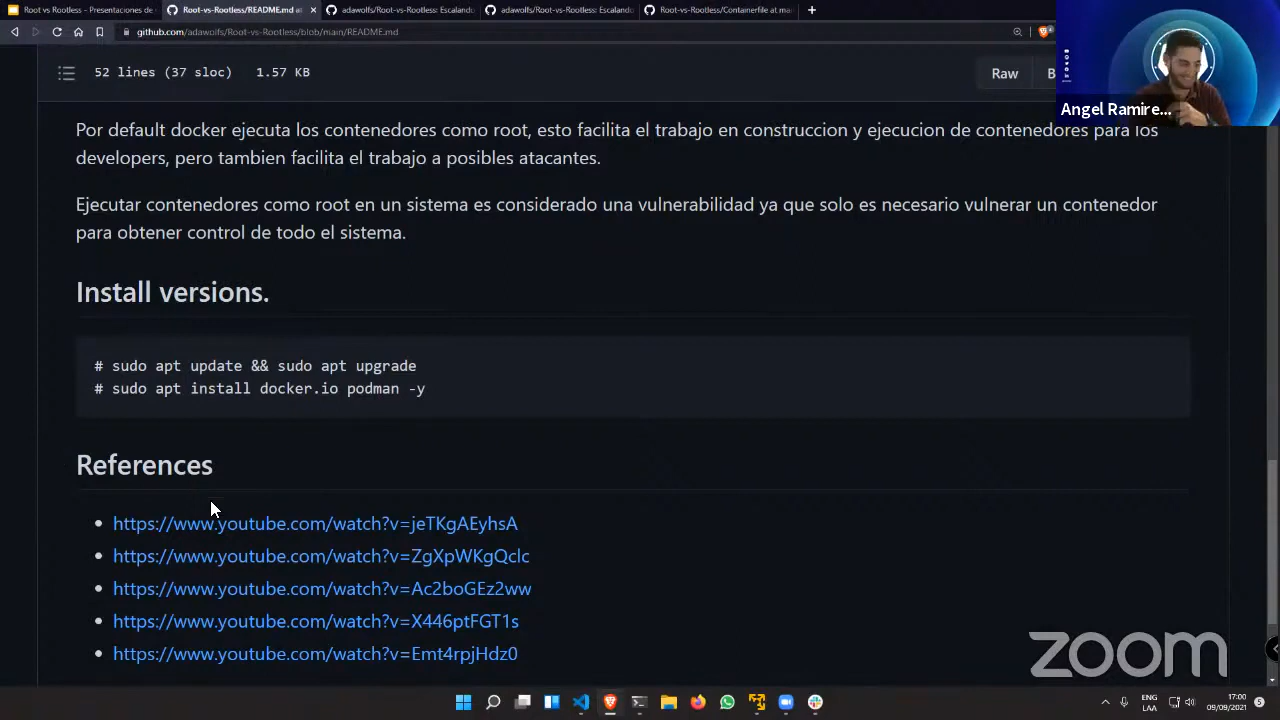 Root vs Rootless - Presentaciones de
Root-vs-Rootless/README.md at
adawolfs/Root-vs-Rootless: Escalando
adawolfs/Root-vs-Rootless: Escalando
Root-vs-Rootless/Containerfile at ma
github.com/adawolfs/Root-vs-Rootless/blob/main/README.md
52 lines (37 sloc) 1.57 KB
Raw
B
Angel Ramire...
Por default docker ejecuta los contenedores como root, esto facilita el trabajo en construccion y ejecucion de contenedores para los
developers, pero tambien facilita el trabajo a posibles atacantes.
Ejecutar contenedores como root en un sistema es considerado una vulnerabilidad ya que solo es necesario vulnerar un contenedor
para obtener control de todo el sistema.
Install versions.
# sudo apt update && sudo apt upgrade
# sudo apt install docker.io podman -y
References
https://www.youtube.com/watch?v=jeTKgAEyhsA
https://www.youtube.com/watch?v=ZgXpWKgQclc
https://www.youtube.com/watch?v=Ac2boGEz2ww
https://www.youtube.com/watch?v=X446ptFGT1s
https://www.youtube.com/watch?v=Emt4rpjHdz0
zoom
ENG
LAA
17:00
09/09/2021
5